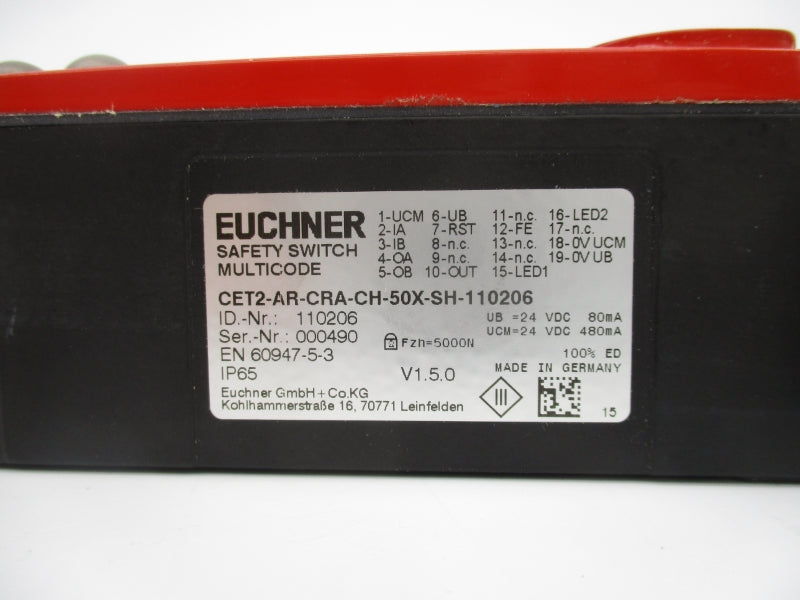 EUCHNER
SAFETY SWITCH
MULTICODE
1-UCM 6-UB 11-n.c. 16-LED2
2-IA 7-RST 12-FE 17-n.c.
3-IB 8-n.c. 13-n.c. 18-0V UCM
4-OA 9-n.c. 14-n.c. 19-0V UB
5-OB 10-OUT 15-LED1
CET2-AR-CRA-CH-50X-SH-110206
ID.-Nr.: 110206 UB =24 VDC 80mA
Ser.-Nr.: 000490 Fzh=5000N UCM=24 VDC 480mA
EN 60947-5-3 100% ED
IP65 V1.5.0 MADE IN GERMANY
Euchner GmbH + Co.KG
Kohlhammerstraße 16, 70771 Leinfelden
III
15